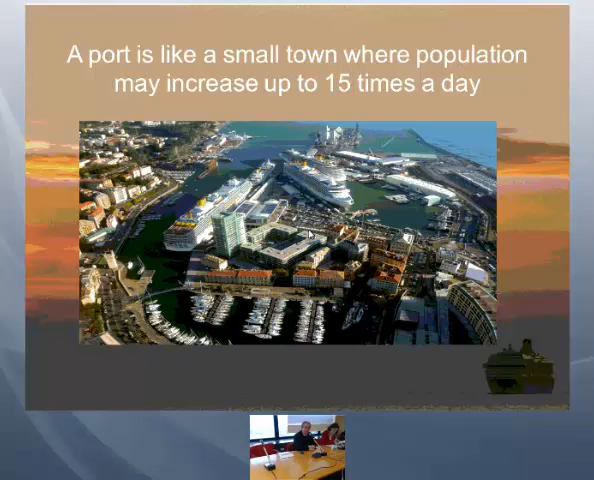 A port is like a small town where population
may increase up to 15 times a day